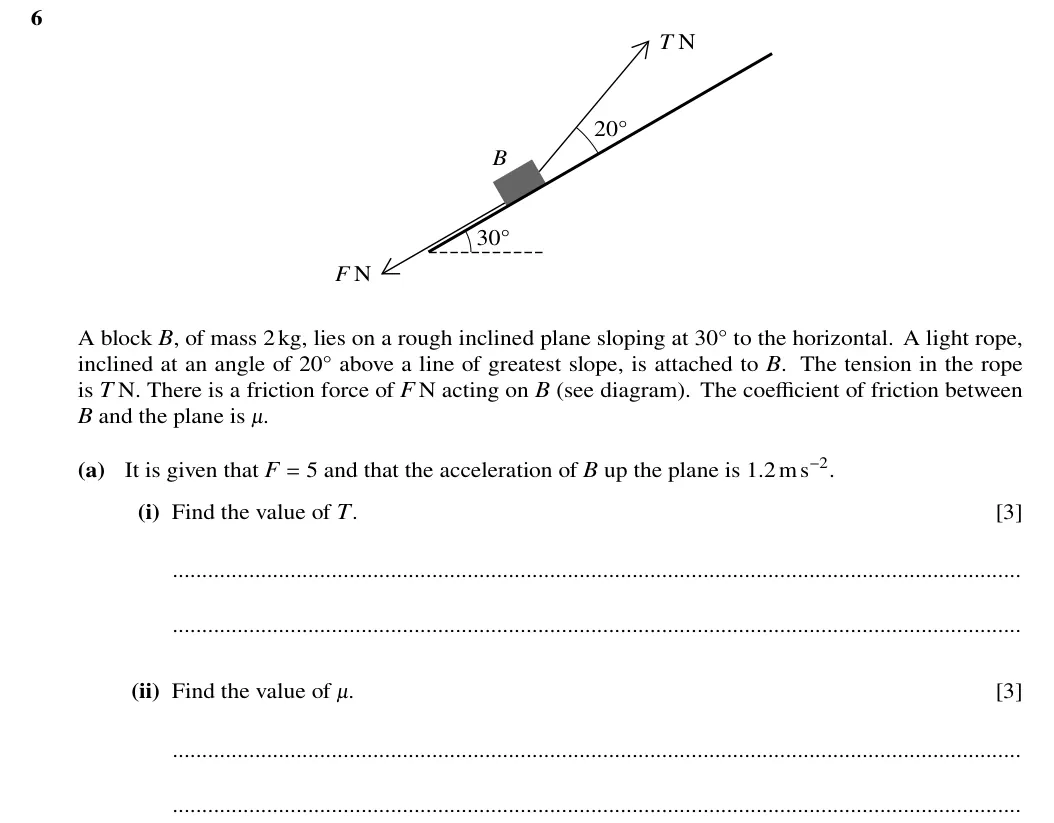 6
T N
20°
B
30°
F N
A block B, of mass 2 kg, lies on a rough inclined plane sloping at 30° to the horizontal. A light rope,
inclined at an angle of 20° above a line of greatest slope, is attached to B. The tension in the rope
is T N. There is a friction force of F N acting on B (see diagram). The coefficient of friction between
B and the plane is μ.
(a) It is given that F = 5 and that the acceleration of B up the plane is 1.2 m s⁻².
(i) Find the value of T. [3]
(ii) Find the value of μ. [3]